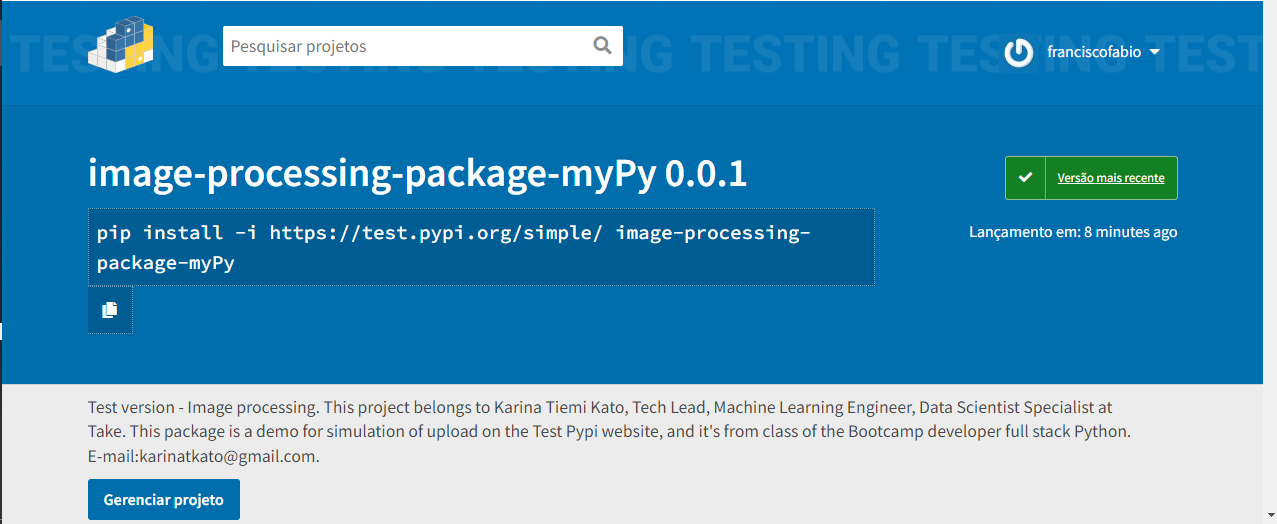 TESTING TESTING TESTING TESTING TESTING TEST
Pesquisar projetos
franciscofabio
image-processing-package-myPy 0.0.1
Versão mais recente
pip install -i https://test.pypi.org/simple/ image-processing-
package-myPy
Lançamento em: 8 minutes ago
Test version - Image processing. This project belongs to Karina Tiemi Kato, Tech Lead, Machine Learning Engineer, Data Scientist Specialist at
Take. This package is a demo for simulation of upload on the Test Pypi website, and it's from class of the Bootcamp developer full stack Python.
E-mail:karinatkato@gmail.com.
Gerenciar projeto